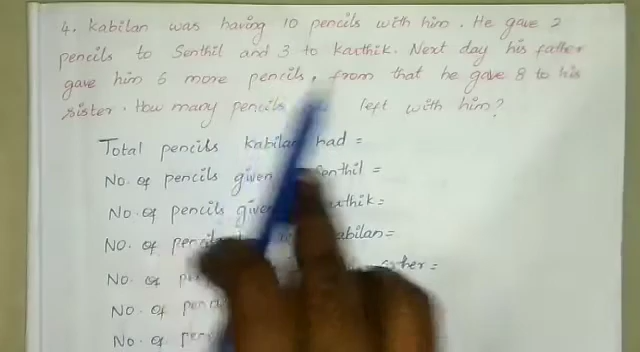 4. Kabilan was having 10 pencils with him. He gave 2
pencils to Senthil and 3 to Karthik. Next day his father
gave him 6 more pencils, from that he gave 8 to his
sister. How many pencils left with him?
Total pencils Kabilan had =
No. of pencils given Senthil =
No. of pencils given Karthik =
No. of Kabilan =
No. of =
No. of
No. of